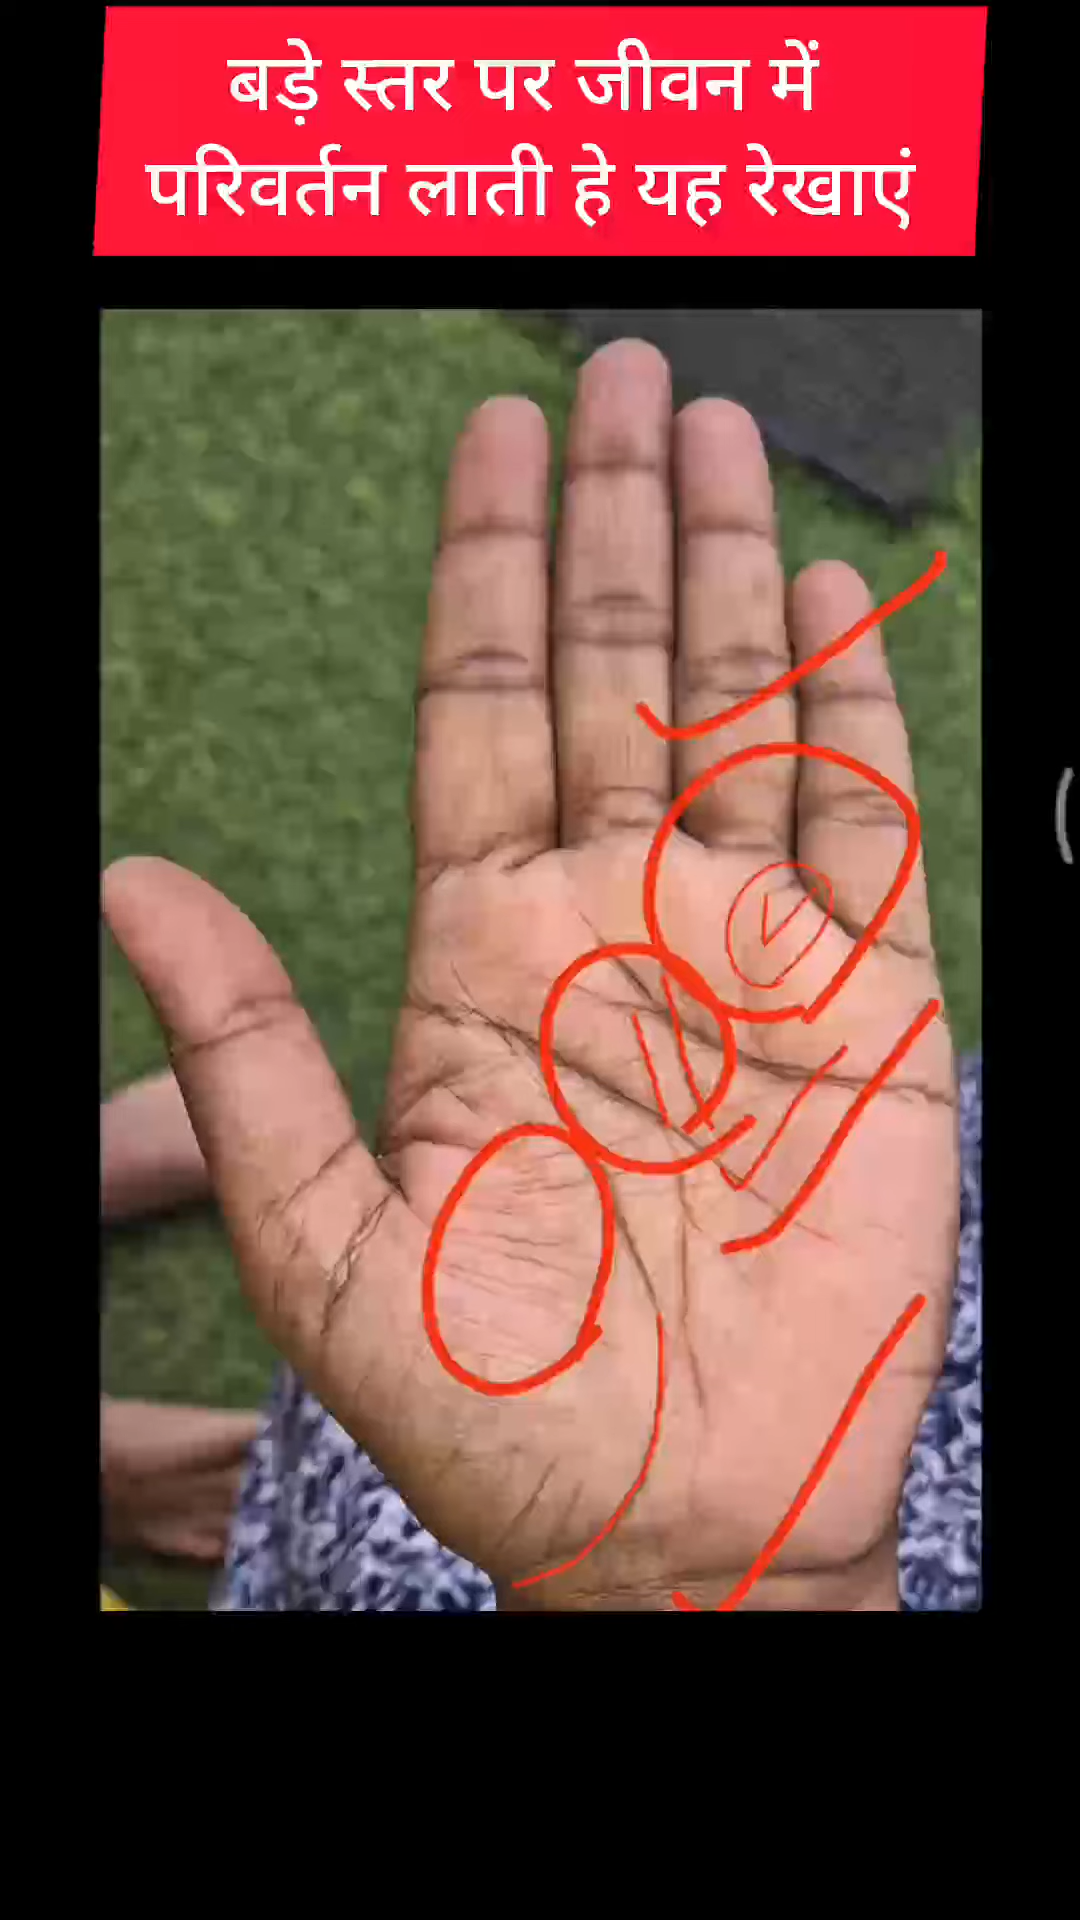 बड़े स्तर पर जीवन में
परिवर्तन लाती हे यह रेखाएं